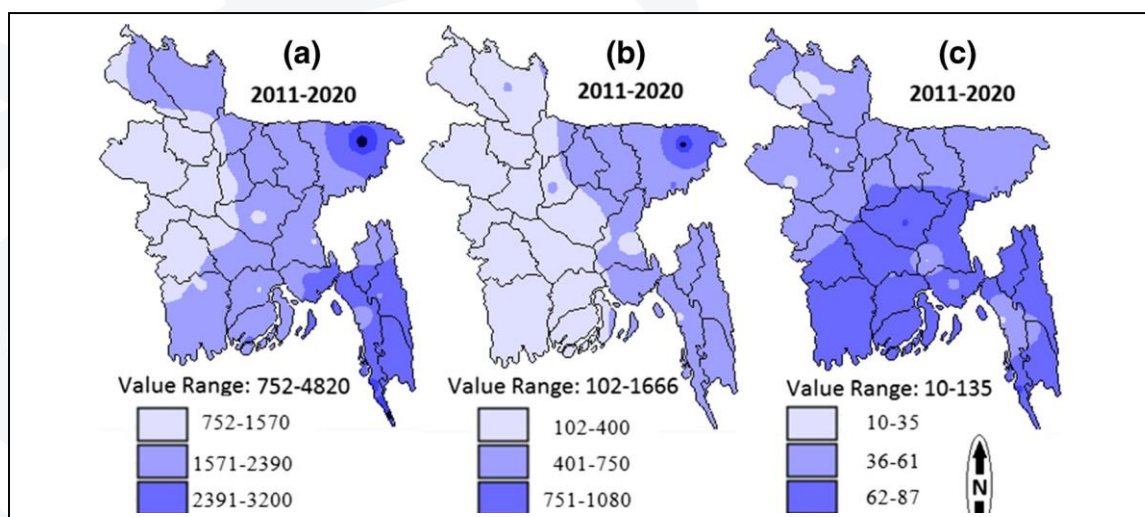 (a)
2011-2020
(b)
2011-2020
(c)
2011-2020
Value Range: 752-4820
752-1570
1571-2390
2391-3200
Value Range: 102-1666
102-400
401-750
751-1080
Value Range: 10-135
10-35
36-61
62-87
N